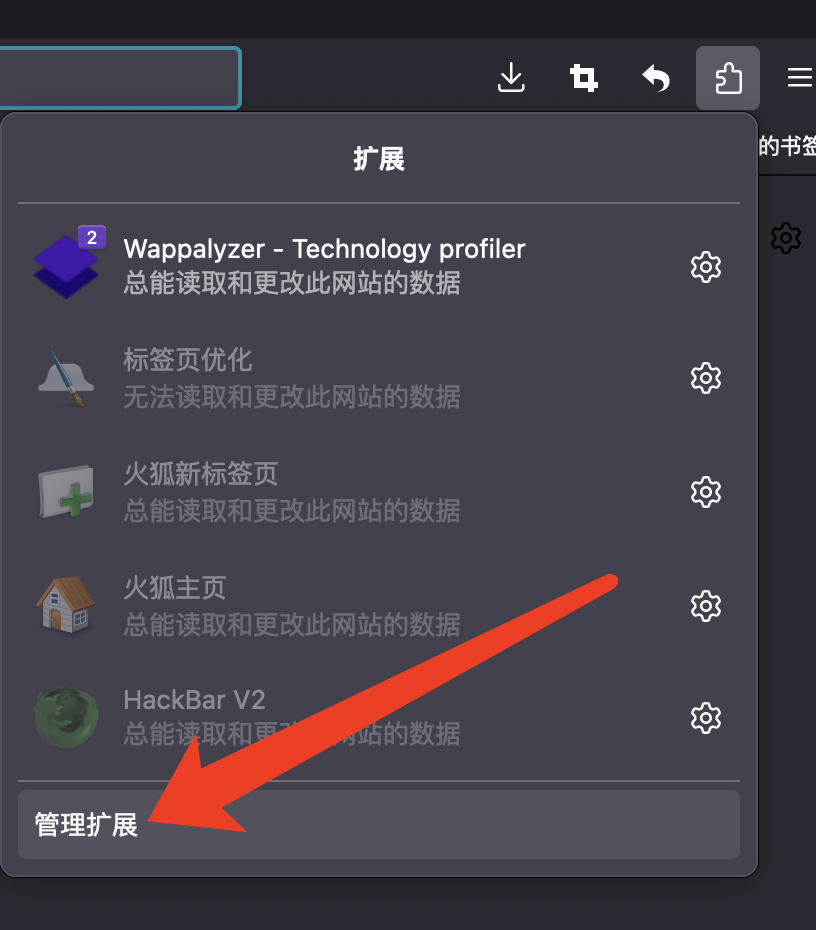 的书签
扩展
2
Wappalyzer - Technology profiler
总能读取和更改此网站的数据
标签页优化
无法读取和更改此网站的数据
火狐新标签页
总能读取和更改此网站的数据
火狐主页
总能读取和更改此网站的数据
HackBar V2
总能读取和更改此网站的数据
管理扩展